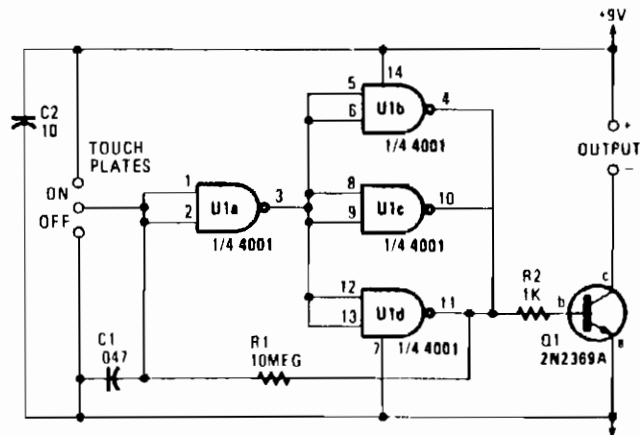 +9V
C2
10
TOUCH
PLATES
ON
OFF
1
2
U1a
3
1/4 4001
5
6
14
U1b
4
1/4 4001
8
9
U1c
10
1/4 4001
12
13
U1d
11
7
1/4 4001
+
OUTPUT
−
R2
1K
b
c
e
Q1
2N2369A
C1
.047
R1
10MEG